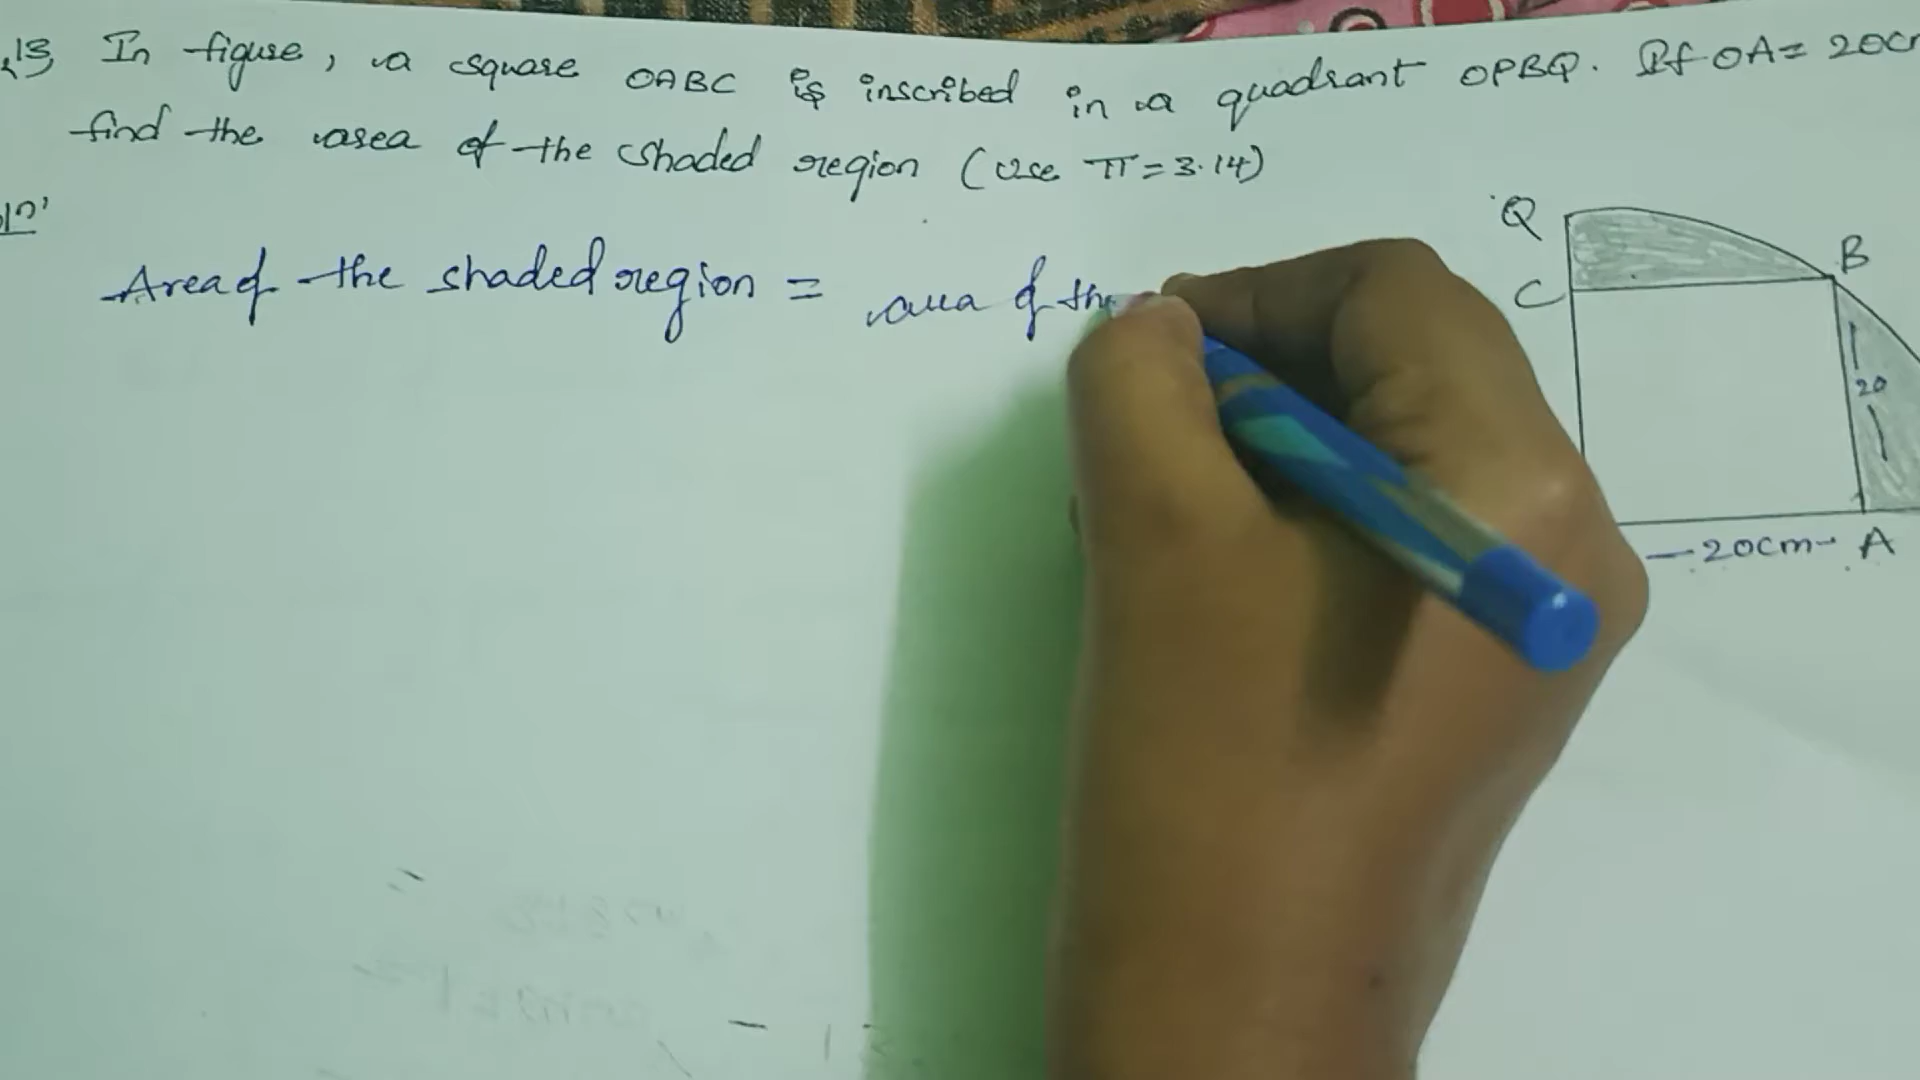 13 In figure, a square OABC is inscribed in a quadrant OPBQ. If OA = 20cm
find the area of the shaded region (Use π = 3.14)
Area of the shaded region = area of the
Q
B
C
20
20cm A